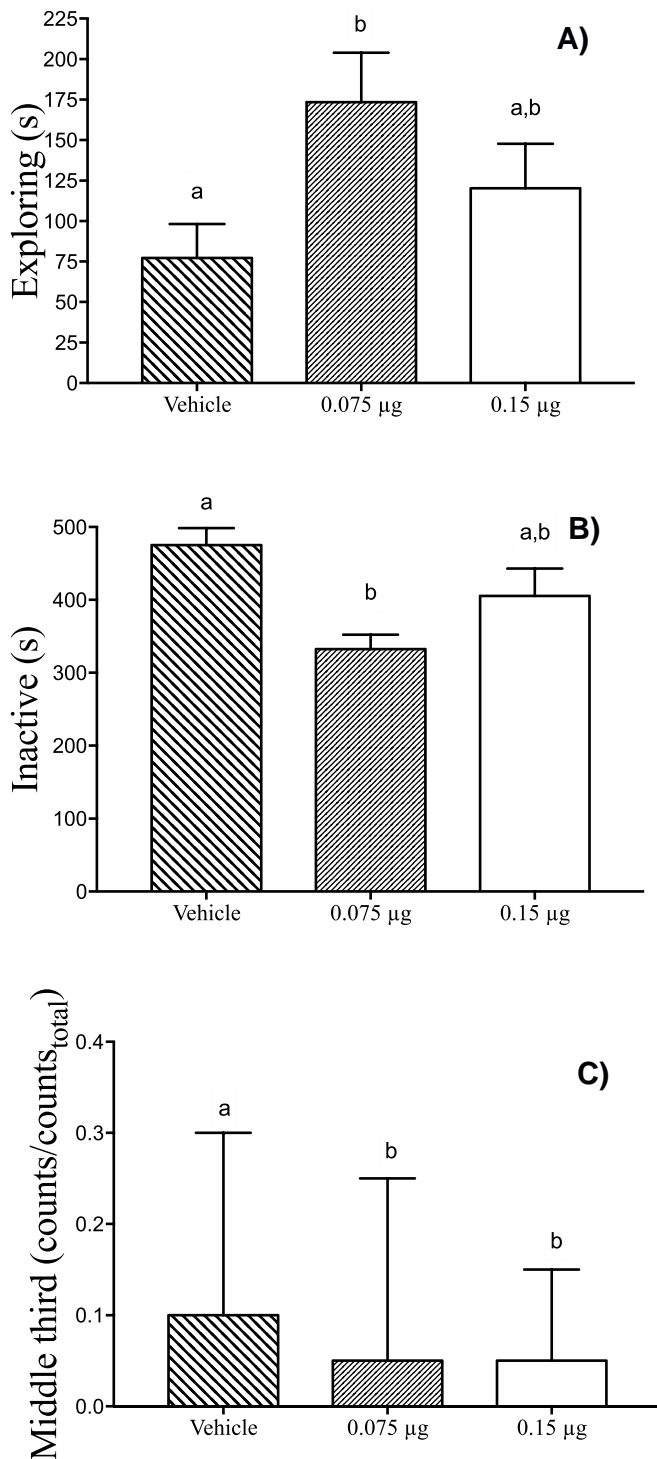 A)
Exploring (s)
225
200
175
150
125
100
75
50
25
0
a
b
a,b
Vehicle
0.075 µg
0.15 µg
B)
Inactive (s)
500
400
300
200
100
0
a
b
a,b
Vehicle
0.075 µg
0.15 µg
C)
Middle third (counts/counts_total)
0.4
0.3
0.2
0.1
0.0
a
b
b
Vehicle
0.075 µg
0.15 µg